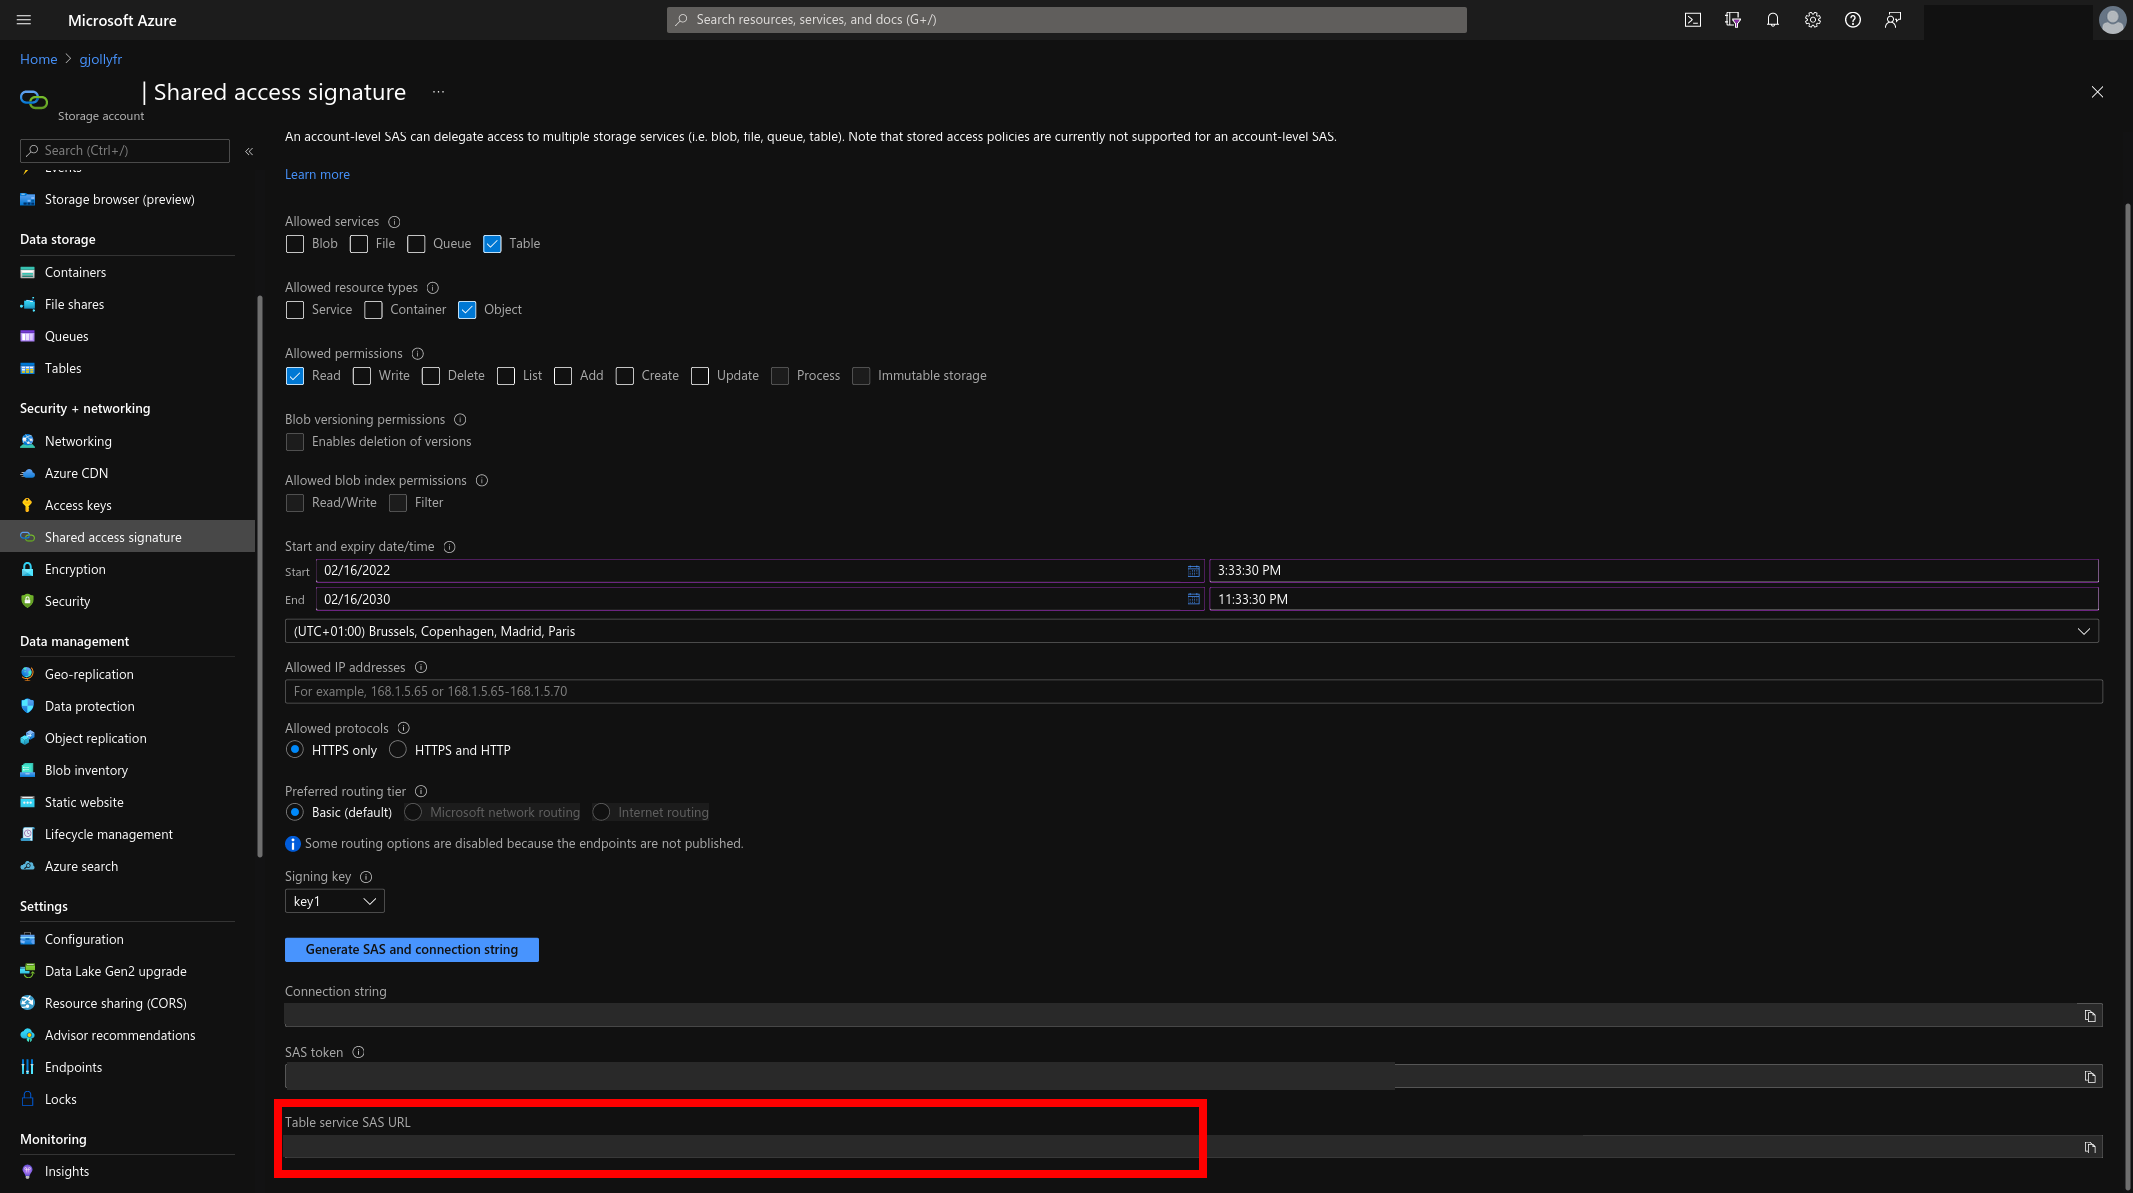 Microsoft Azure
Search resources, services, and docs (G+/)
Home > gjollyfr
| Shared access signature ...
Storage account
Search (Ctrl+/)
«
Events
Storage browser (preview)
Data storage
Containers
File shares
Queues
Tables
Security + networking
Networking
Azure CDN
Access keys
Shared access signature
Encryption
Security
Data management
Geo-replication
Data protection
Object replication
Blob inventory
Static website
Lifecycle management
Azure search
Settings
Configuration
Data Lake Gen2 upgrade
Resource sharing (CORS)
Advisor recommendations
Endpoints
Locks
Monitoring
Insights
An account-level SAS can delegate access to multiple storage services (i.e. blob, file, queue, table). Note that stored access policies are currently not supported for an account-level SAS.
Learn more
Allowed services
Blob File Queue Table
Allowed resource types
Service Container Object
Allowed permissions
Read Write Delete List Add Create Update Process Immutable storage
Blob versioning permissions
Enables deletion of versions
Allowed blob index permissions
Read/Write Filter
Start and expiry date/time
Start 02/16/2022 3:33:30 PM
End 02/16/2030 11:33:30 PM
(UTC+01:00) Brussels, Copenhagen, Madrid, Paris
Allowed IP addresses
For example, 168.1.5.65 or 168.1.5.65-168.1.5.70
Allowed protocols
HTTPS only HTTPS and HTTP
Preferred routing tier
Basic (default) Microsoft network routing Internet routing
Some routing options are disabled because the endpoints are not published.
Signing key
key1
Generate SAS and connection string
Connection string
SAS token
Table service SAS URL